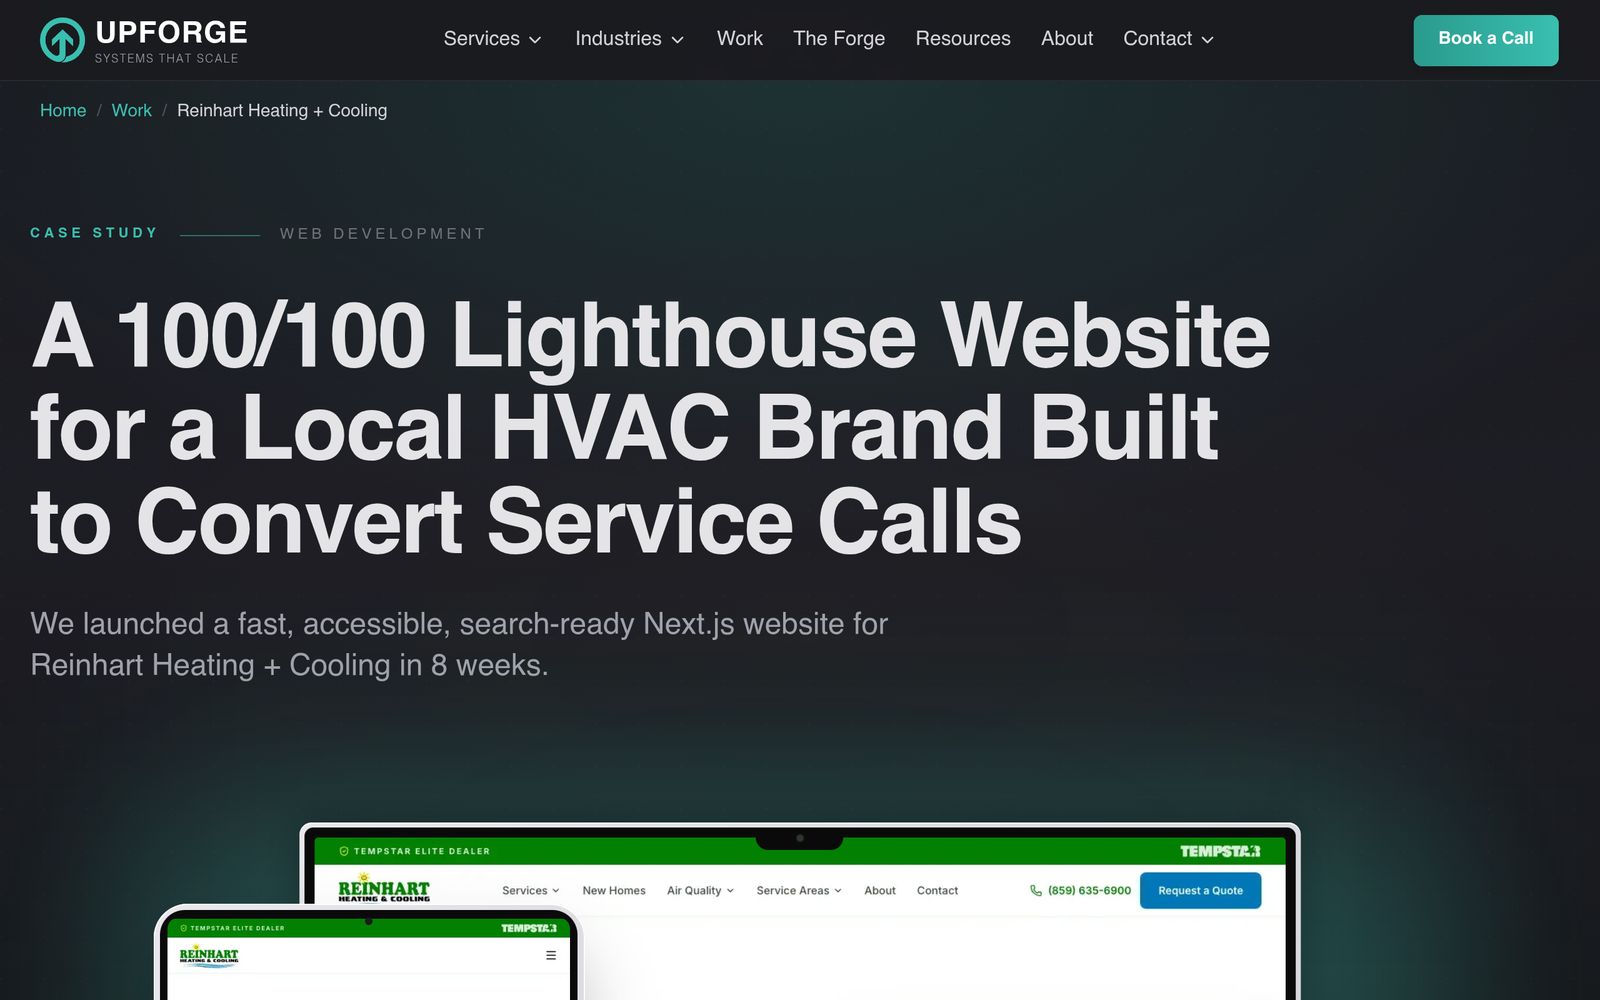 UPFORGE
SYSTEMS THAT SCALE
Services
Industries
Work
The Forge
Resources
About
Contact
Book a Call
Home / Work / Reinhart Heating + Cooling
CASE STUDY
WEB DEVELOPMENT
A 100/100 Lighthouse Website
for a Local HVAC Brand Built
to Convert Service Calls
We launched a fast, accessible, search-ready Next.js website for
Reinhart Heating + Cooling in 8 weeks.
TEMPSTAR ELITE DEALER
TEMPSTAR
REINHART
HEATING & COOLING
Services
New Homes
Air Quality
Service Areas
About
Contact
(859) 635-6900
Request a Quote
TEMPSTAR ELITE DEALER
TEMPSTAR
REINHART
HEATING & COOLING